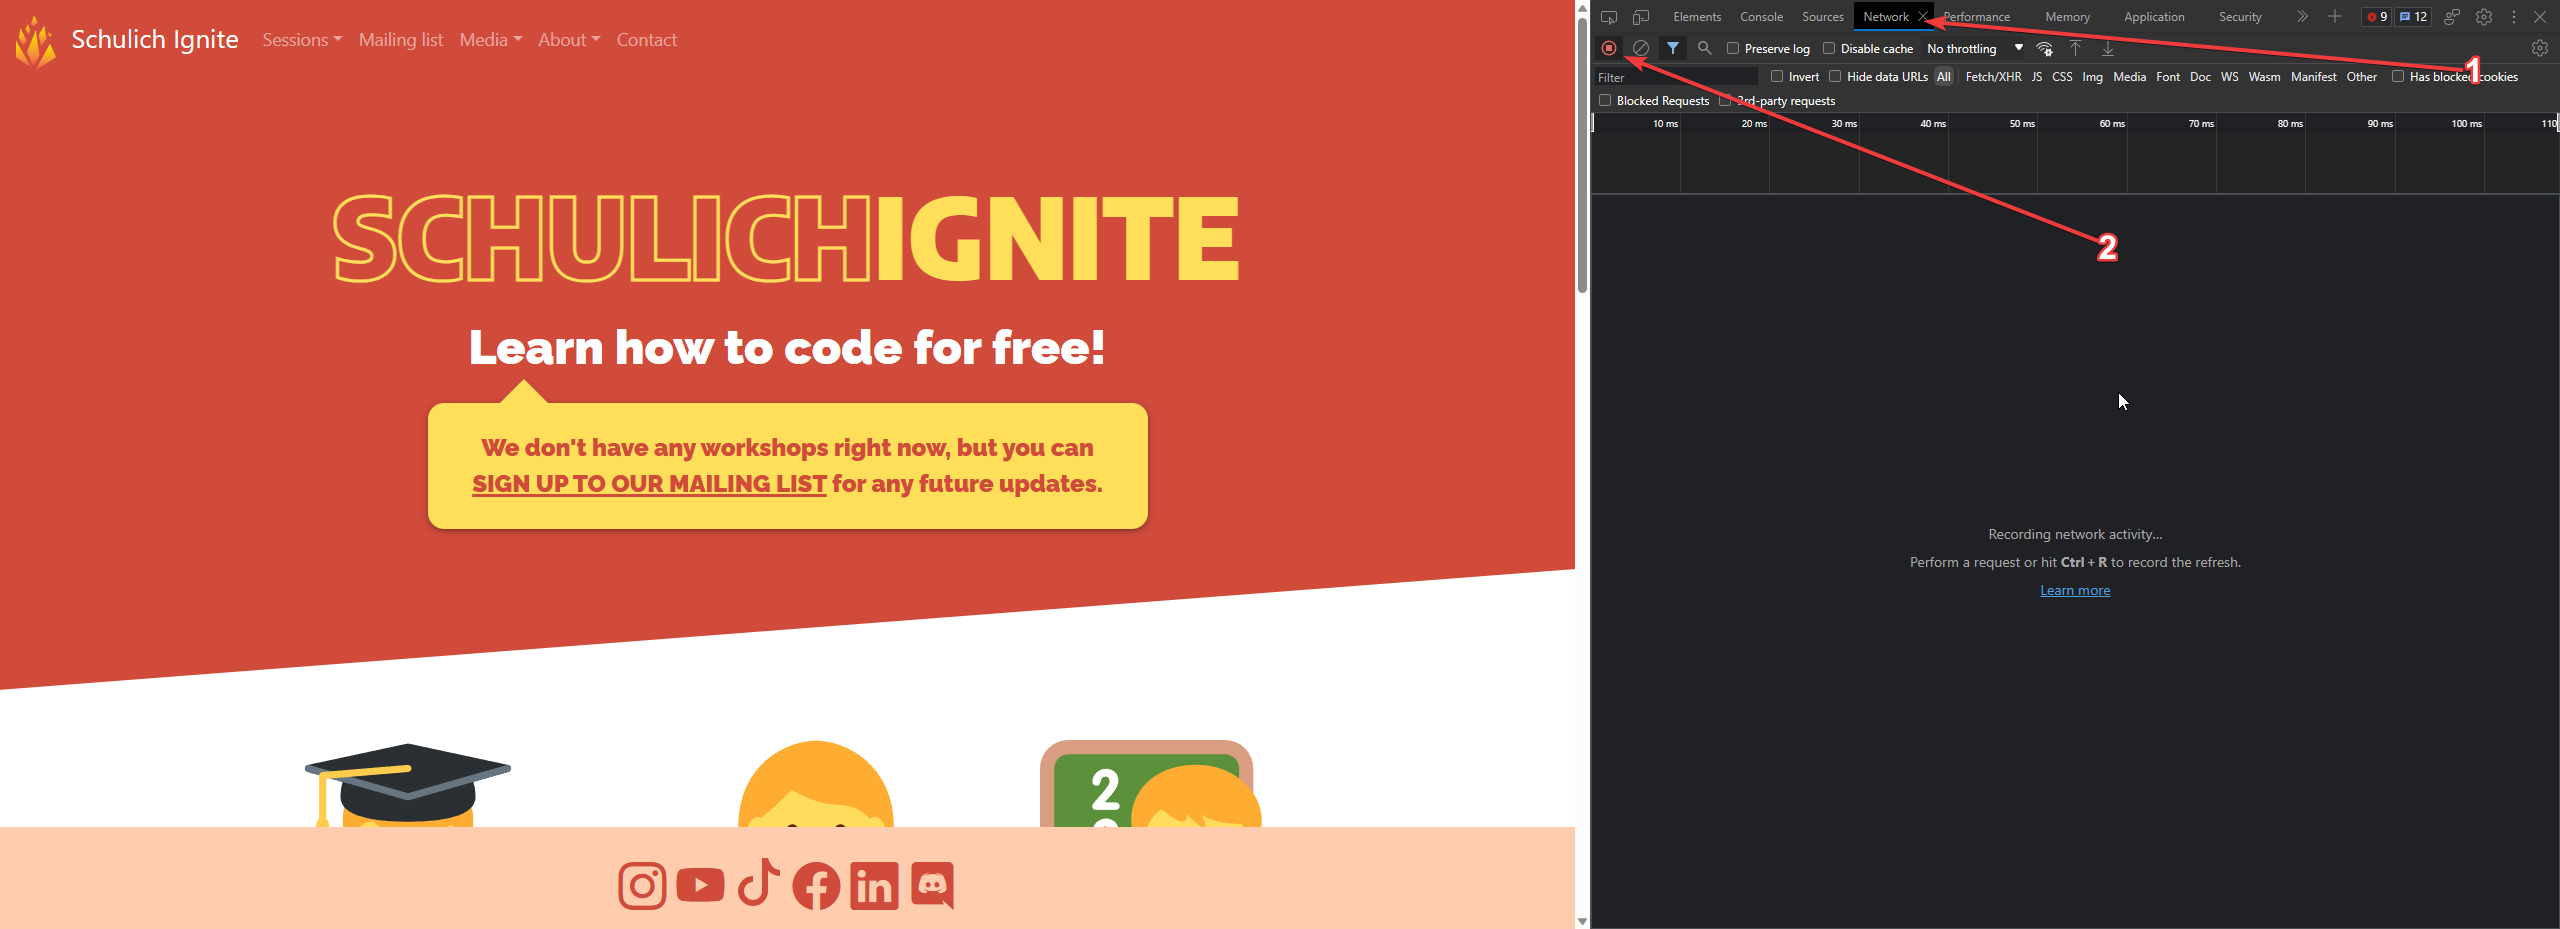 Schulich Ignite Sessions Mailing list Media About Contact
SCHULICHIGNITE
Learn how to code for free!
We don't have any workshops right now, but you can
SIGN UP TO OUR MAILING LIST for any future updates.
2
Elements Console Sources Network Performance Memory Application Security 9 12
Preserve log Disable cache No throttling
Filter Invert Hide data URLs All Fetch/XHR JS CSS Img Media Font Doc WS Wasm Manifest Other Has blocked cookies
1
Blocked Requests 3rd-party requests
10 ms 20 ms 30 ms 40 ms 50 ms 60 ms 70 ms 80 ms 90 ms 100 ms 110
2
Recording network activity...
Perform a request or hit Ctrl + R to record the refresh.
Learn more